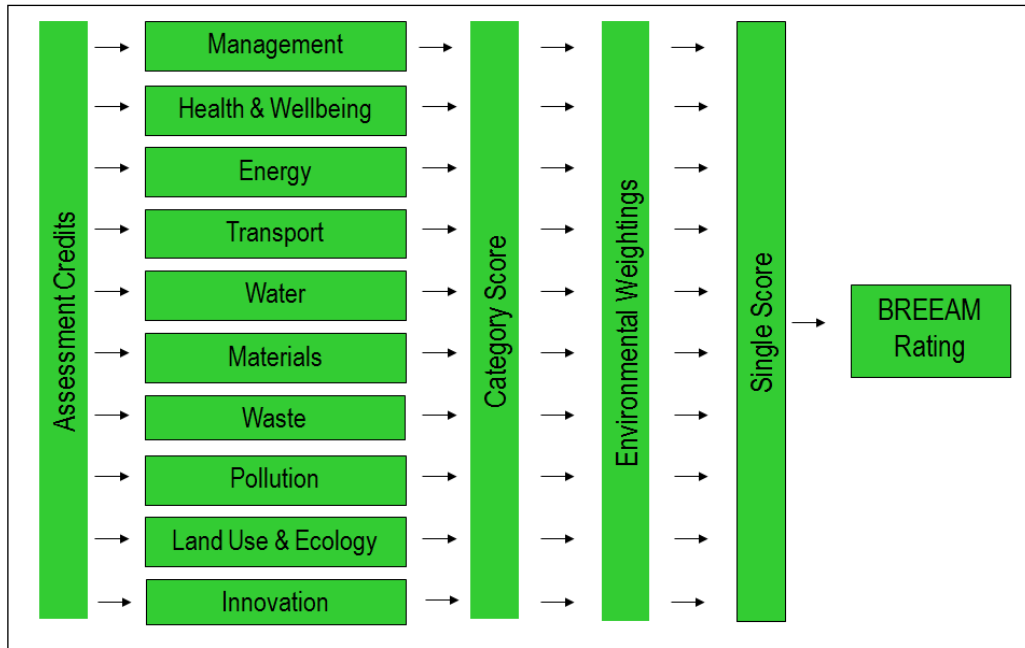 Assessment Credits
Management
Health & Wellbeing
Energy
Transport
Water
Materials
Waste
Pollution
Land Use & Ecology
Innovation
Category Score
Environmental Weightings
Single Score
BREEAM
Rating